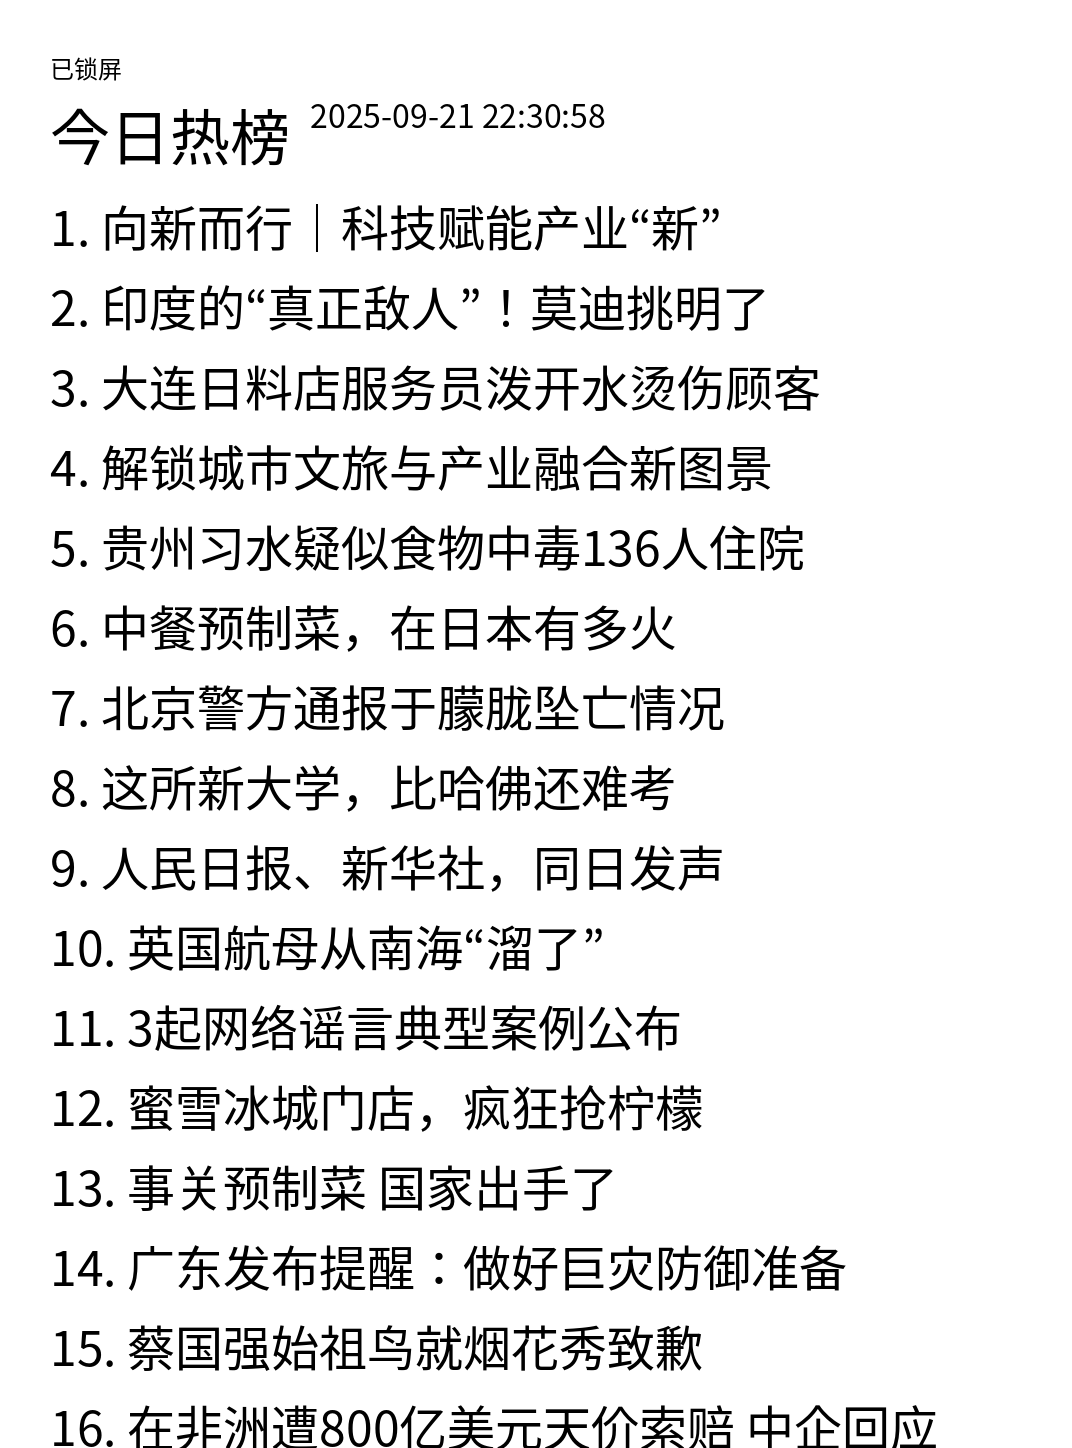 已锁屏
今日热榜 2025-09-21 22:30:58
1. 向新而行｜科技赋能产业“新”
2. 印度的“真正敌人”！莫迪挑明了
3. 大连日料店服务员泼开水烫伤顾客
4. 解锁城市文旅与产业融合新图景
5. 贵州习水疑似食物中毒136人住院
6. 中餐预制菜，在日本有多火
7. 北京警方通报于朦胧坠亡情况
8. 这所新大学，比哈佛还难考
9. 人民日报、新华社，同日发声
10. 英国航母从南海“溜了”
11. 3起网络谣言典型案例公布
12. 蜜雪冰城门店，疯狂抢柠檬
13. 事关预制菜 国家出手了
14. 广东发布提醒：做好巨灾防御准备
15. 蔡国强始祖鸟就烟花秀致歉
16. 在非洲遭800亿美元天价索赔 中企回应